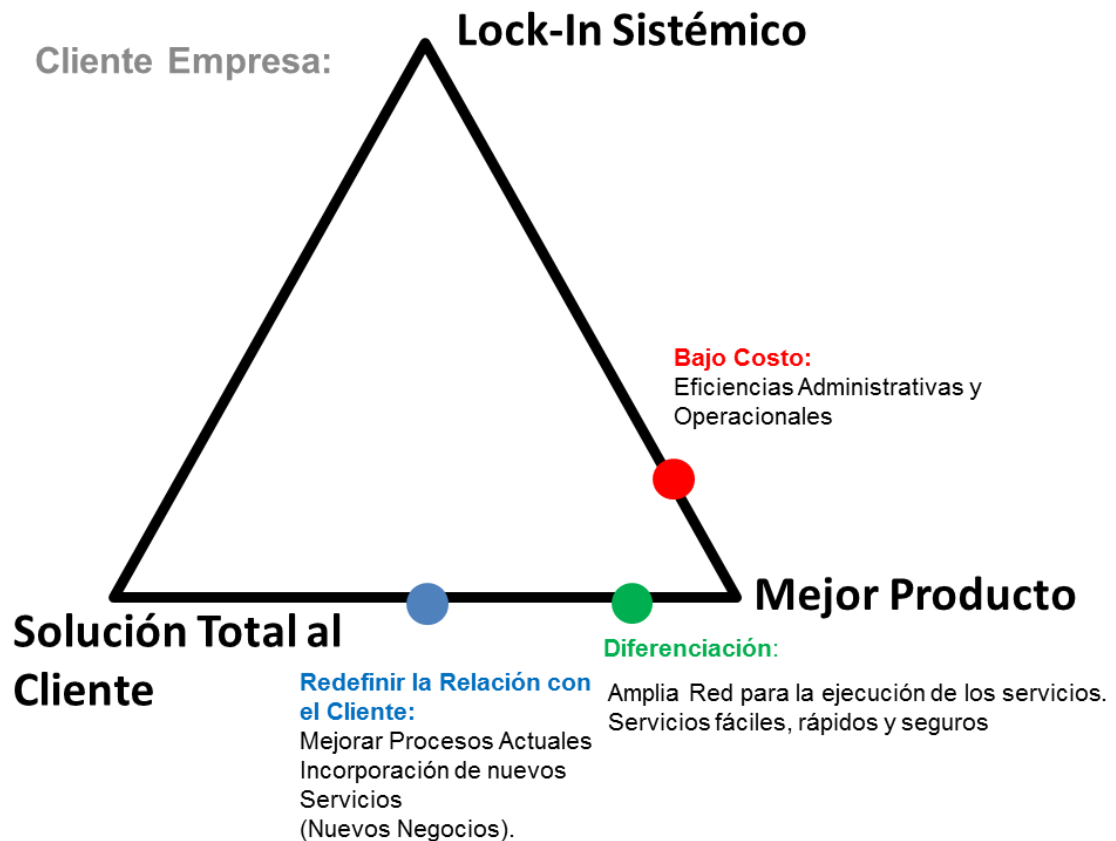 Lock-In Sistémico
Cliente Empresa:
Bajo Costo:
Eficiencias Administrativas y
Operacionales
Mejor Producto
Solución Total al
Cliente
Diferenciación:
Amplia Red para la ejecución de los servicios.
Servicios fáciles, rápidos y seguros
Redefinir la Relación con
el Cliente:
Mejorar Procesos Actuales
Incorporación de nuevos
Servicios
(Nuevos Negocios).